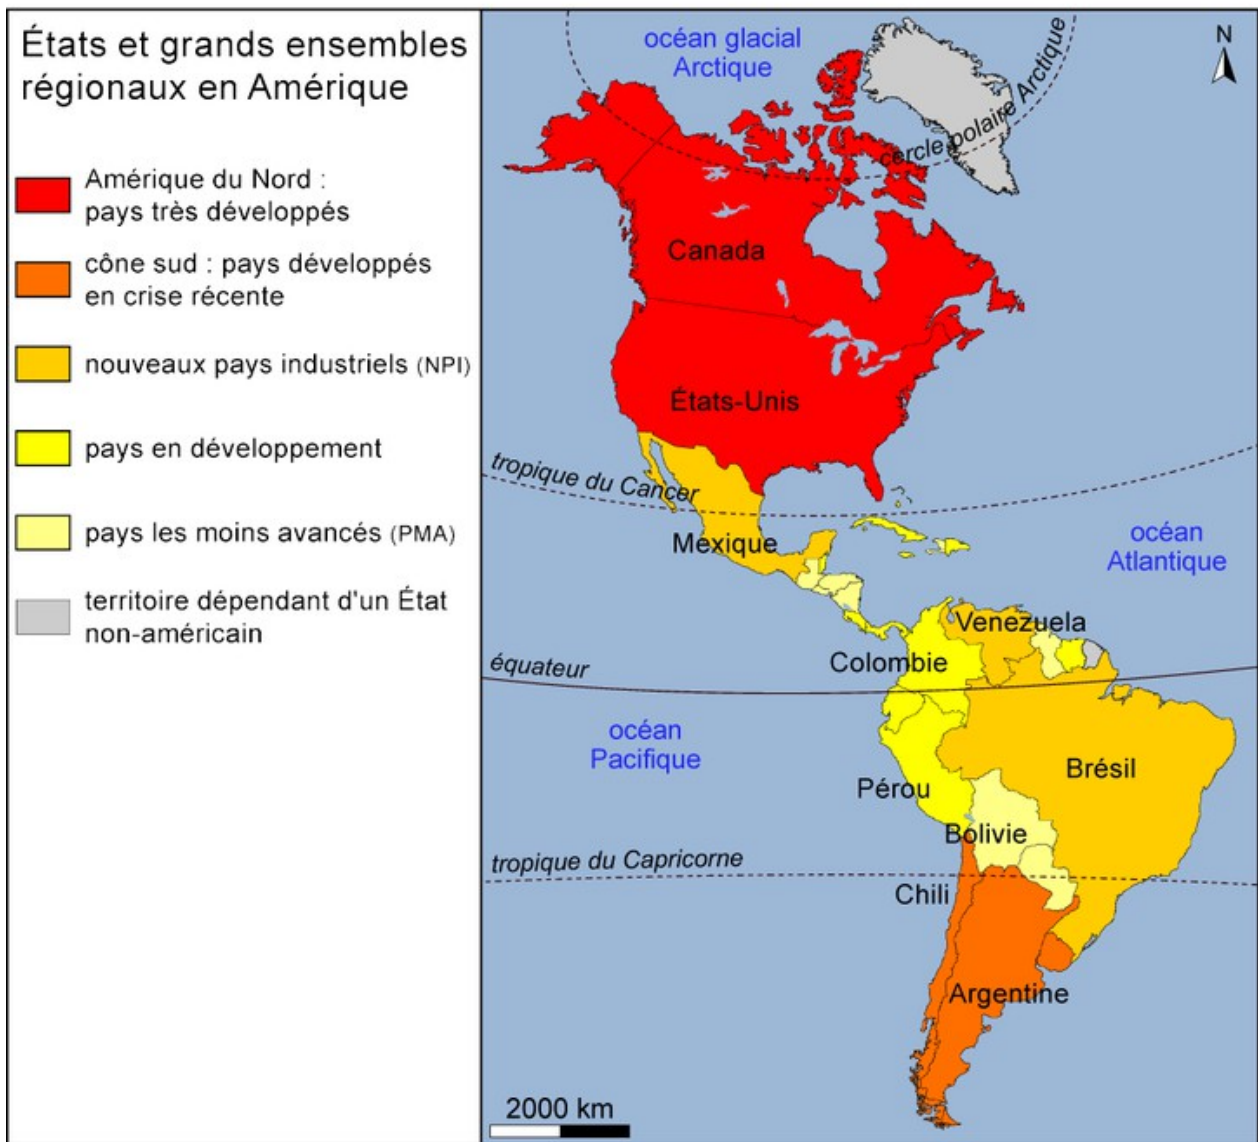 États et grands ensembles
régionaux en Amérique
Amérique du Nord :
pays très développés
cône sud : pays développés
en crise récente
nouveaux pays industriels (NPI)
pays en développement
pays les moins avancés (PMA)
territoire dépendant d'un État
non-américain
océan glacial
Arctique
N
cercle polaire Arctique
Canada
États-Unis
tropique du Cancer
Mexique
océan
Atlantique
Venezuela
Colombie
équateur
océan
Pacifique
Brésil
Pérou
Bolivie
tropique du Capricorne
Chili
Argentine
2000 km